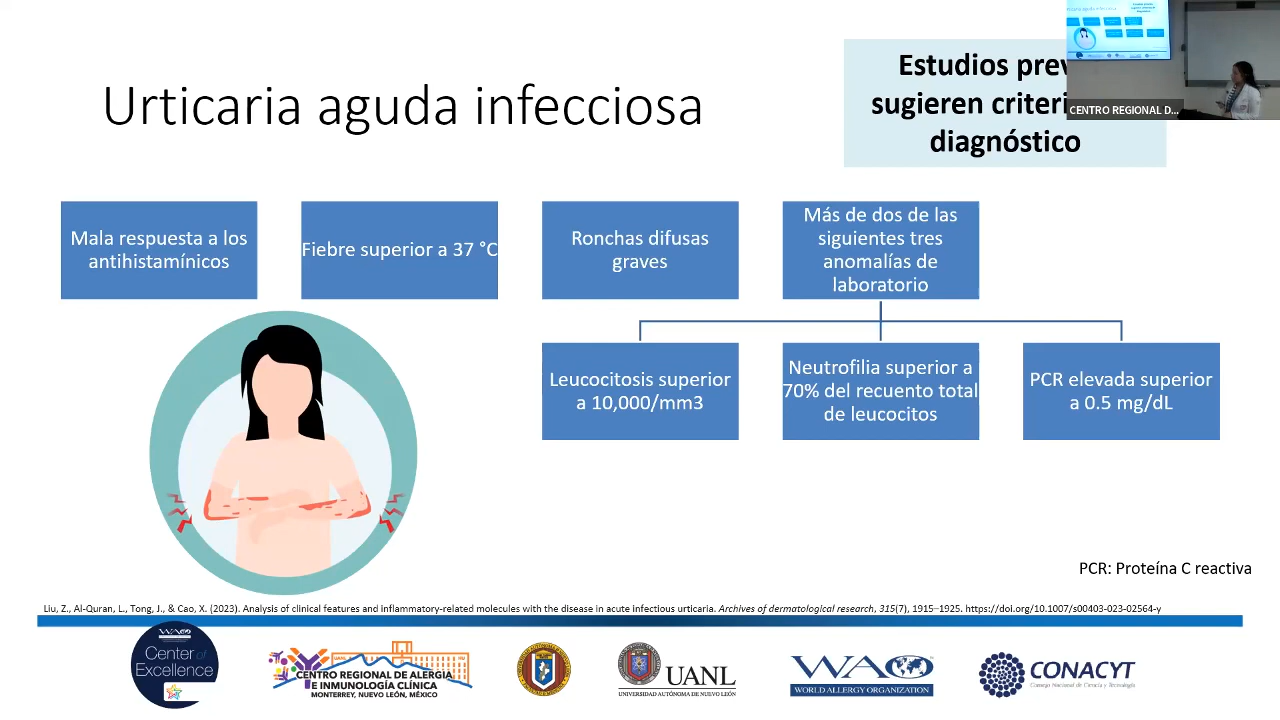 Urticaria aguda infecciosa
Estudios
sugieren
diagnóstico
CENTRO REGIONAL D...
Mala respuesta a los
antihistamínicos
Fiebre superior a 37 °C
Ronchas difusas
graves
Más de dos de las
siguientes tres
anomalías de
laboratorio
Leucocitosis superior
a 10,000/mm3
Neutrofilia superior a
70% del recuento total
de leucocitos
PCR elevada superior
a 0.5 mg/dL
PCR: Proteína C reactiva
Liu, Z., Al-Quran, L., Tong, J., & Cao, X. (2023). Analysis of clinical features and inflammatory-related molecules with the disease in acute infectious urticaria. Archives of dermatological research, 315(7), 1915–1925. https://doi.org/10.1007/s00403-023-02564-y
WAO
Center of
Excellence
CENTRO REGIONAL DE ALERGIA
E INMUNOLOGÍA CLÍNICA
MONTERREY, NUEVO LEÓN, MÉXICO
UANL
UNIVERSIDAD AUTÓNOMA DE NUEVO LEÓN
WAO
WORLD ALLERGY ORGANIZATION
CONACYT
Consejo Nacional de Ciencia y Tecnología